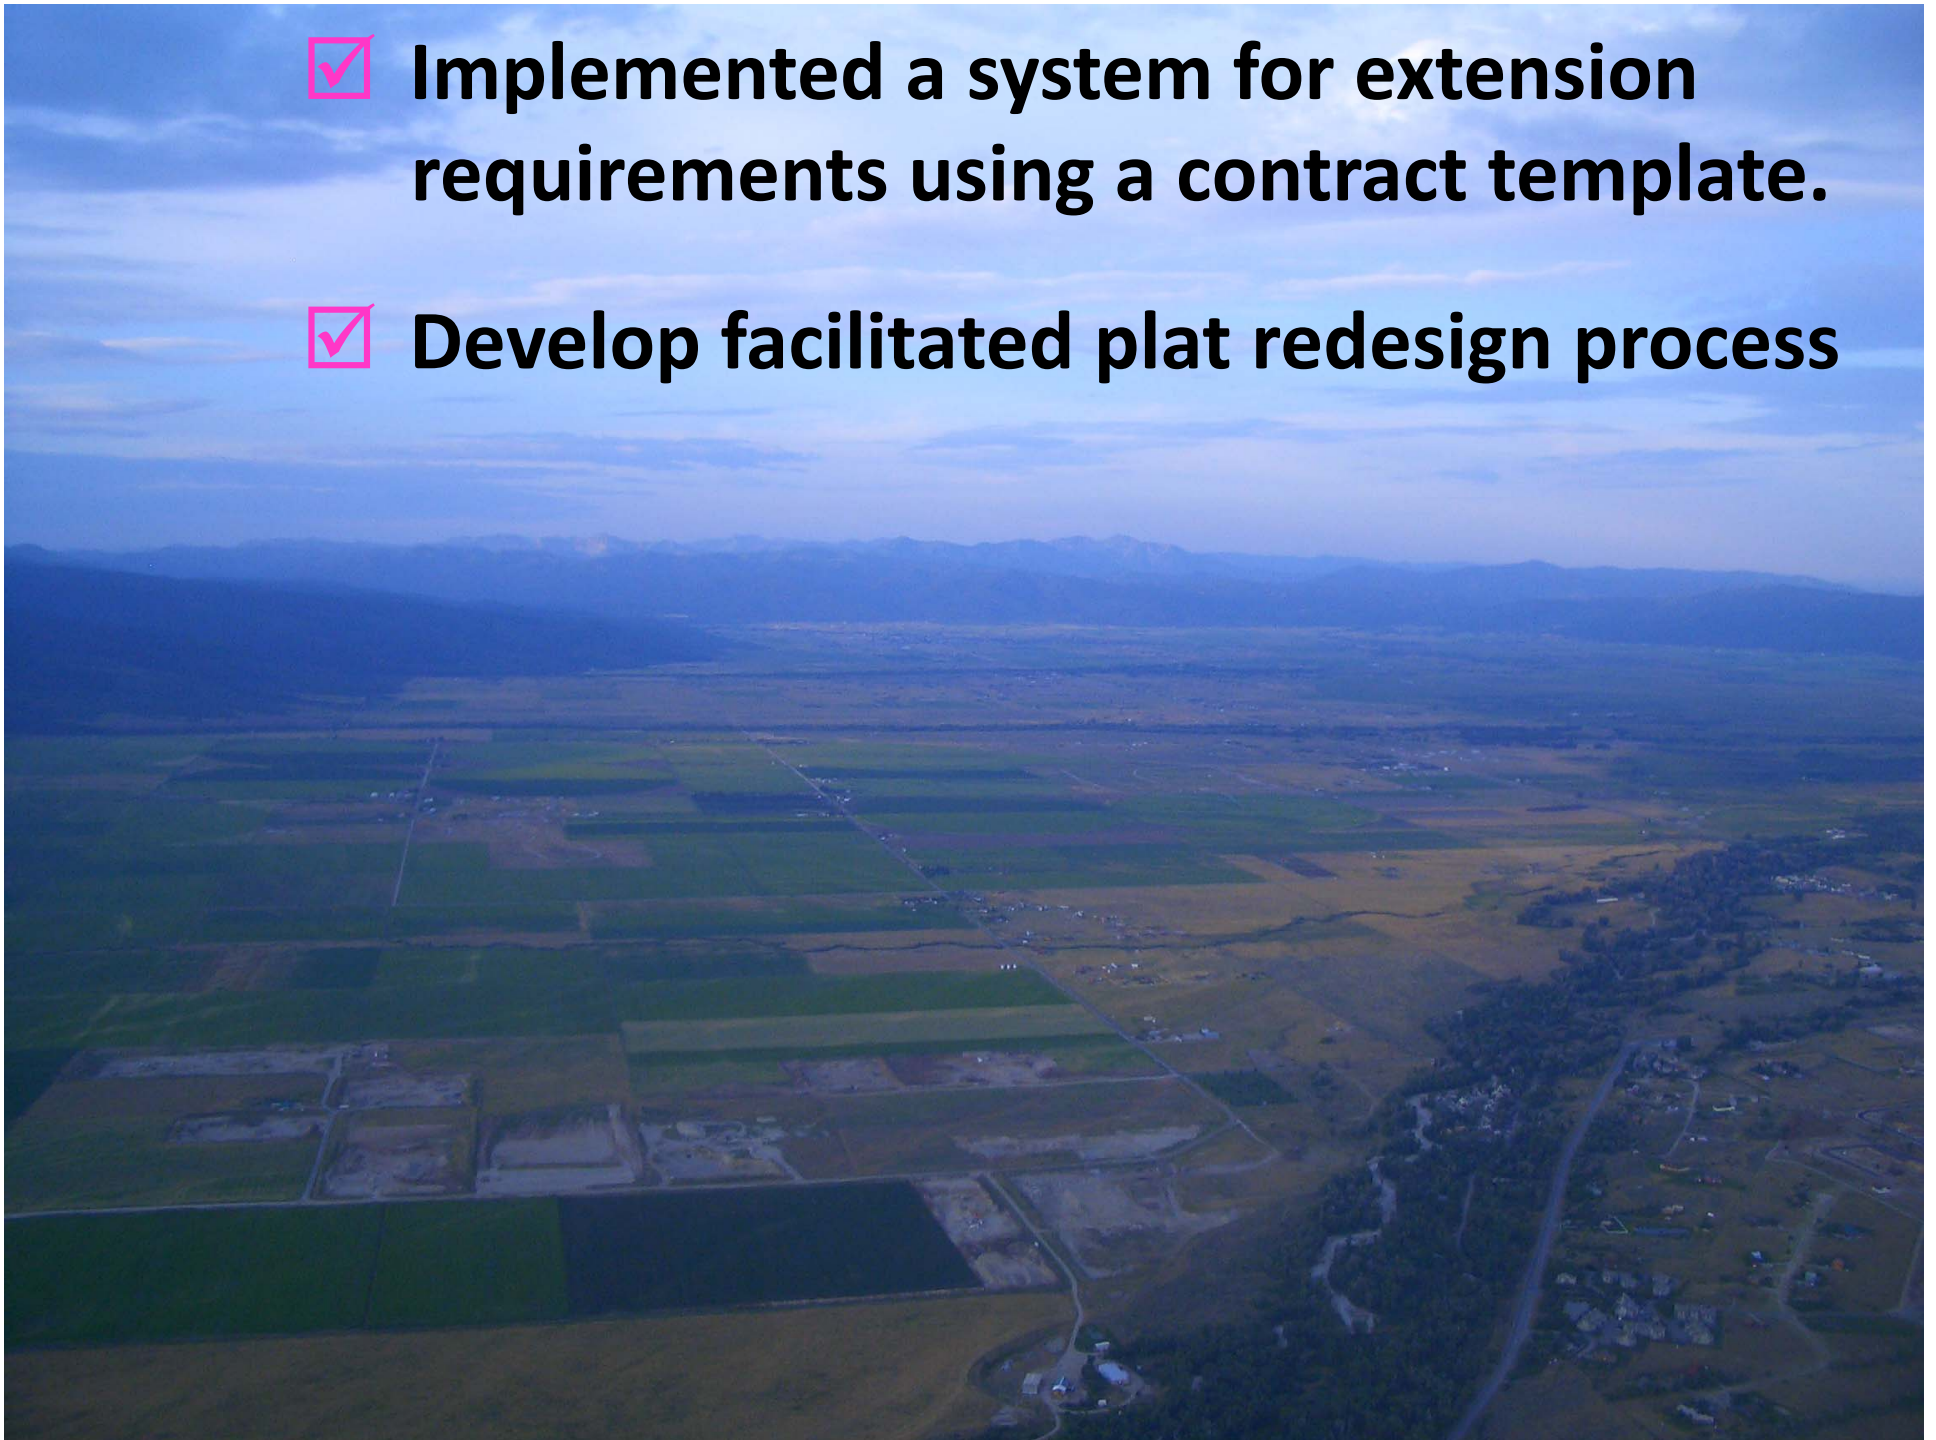 Implemented a system for extension
requirements using a contract template.
Develop facilitated plat redesign process